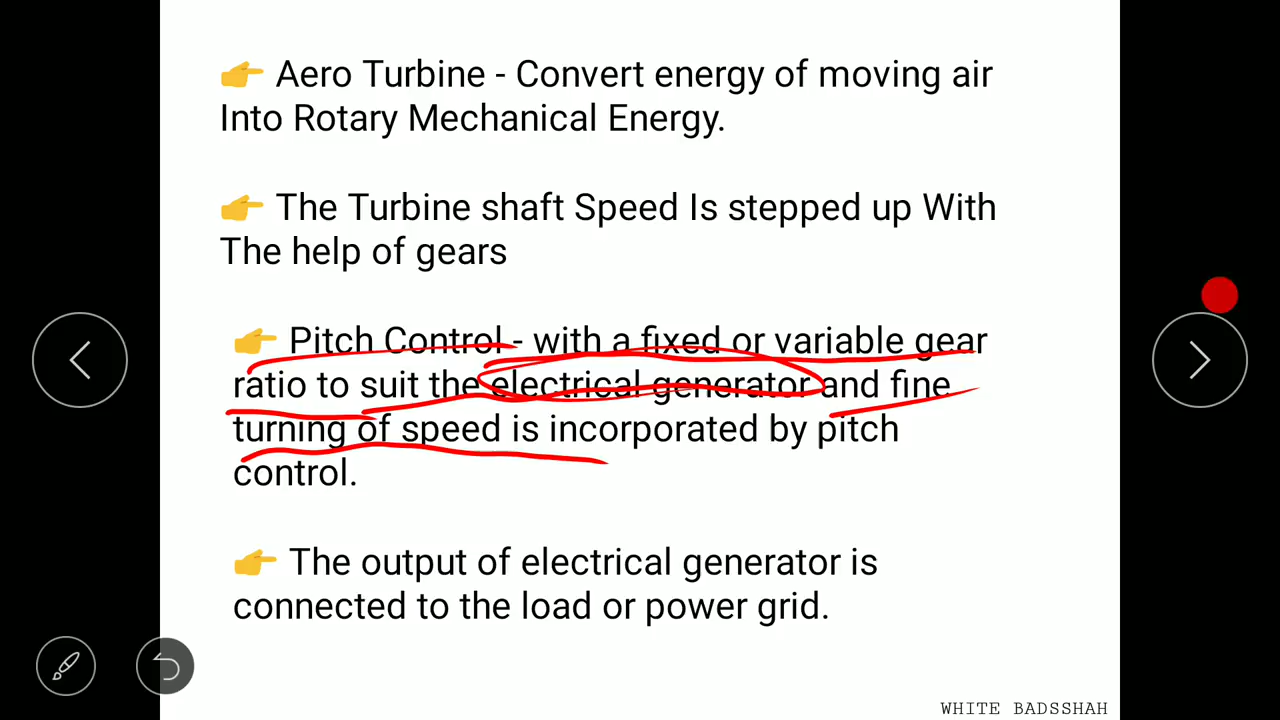 👉 Aero Turbine - Convert energy of moving air
Into Rotary Mechanical Energy.
👉 The Turbine shaft Speed Is stepped up With
The help of gears
👉 Pitch Control - with a fixed or variable gear
ratio to suit the electrical generator and fine
turning of speed is incorporated by pitch
control.
👉 The output of electrical generator is
connected to the load or power grid.
WHITE BADSSHAH